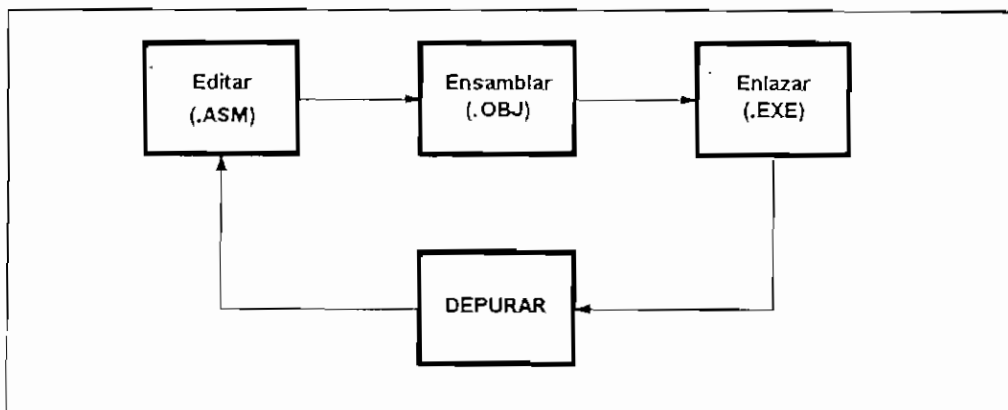 Editar
(.ASM)
Ensamblar
(.OBJ)
Enlazar
(.EXE)
DEPURAR